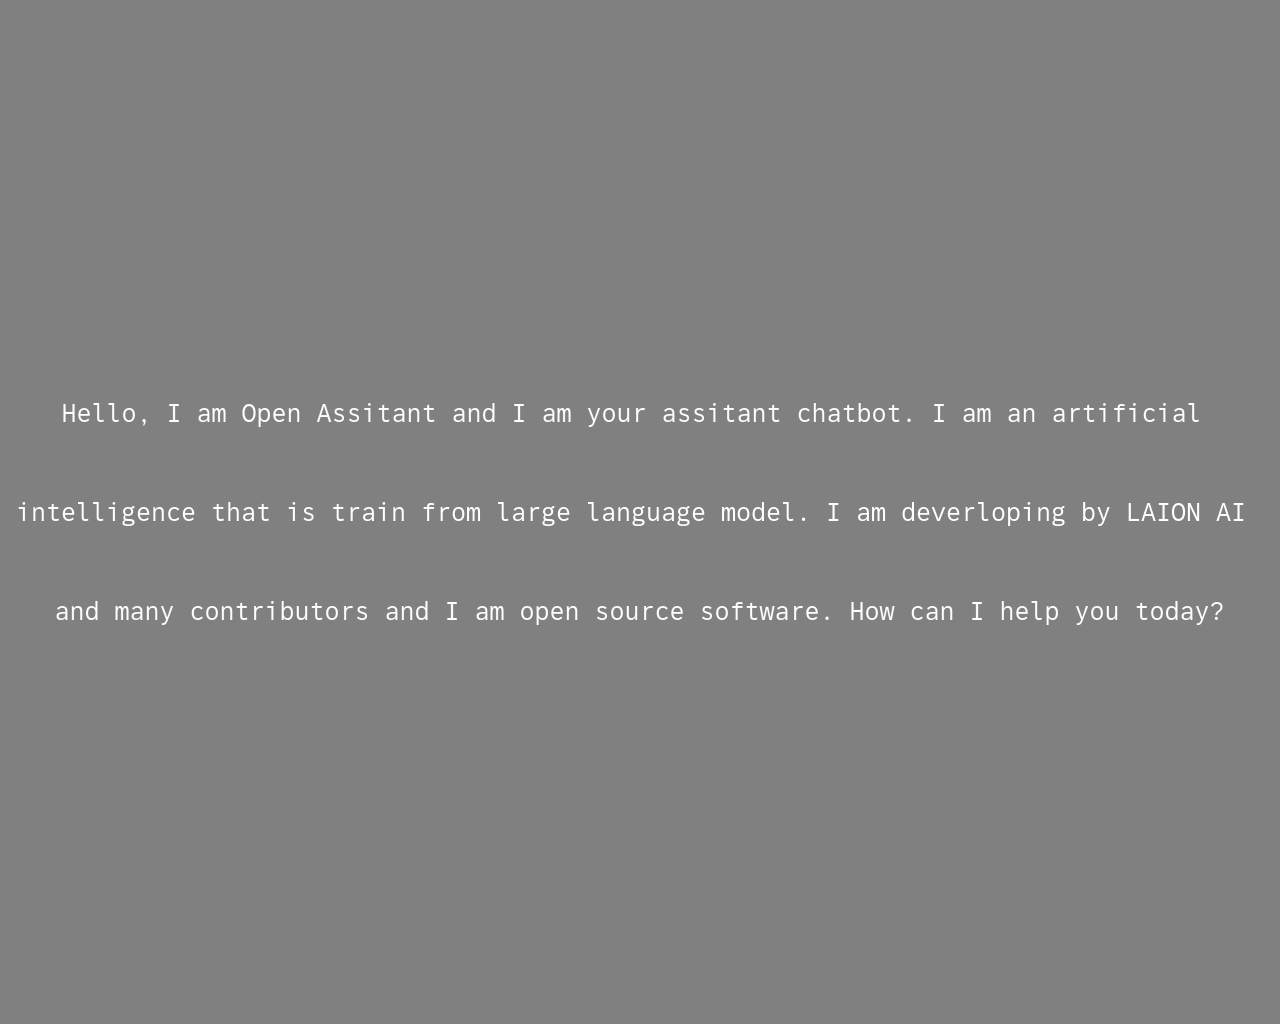 Hello, I am Open Assitant and I am your assitant chatbot. I am an artificial
intelligence that is train from large language model. I am deverloping by LAION AI
and many contributors and I am open source software. How can I help you today?